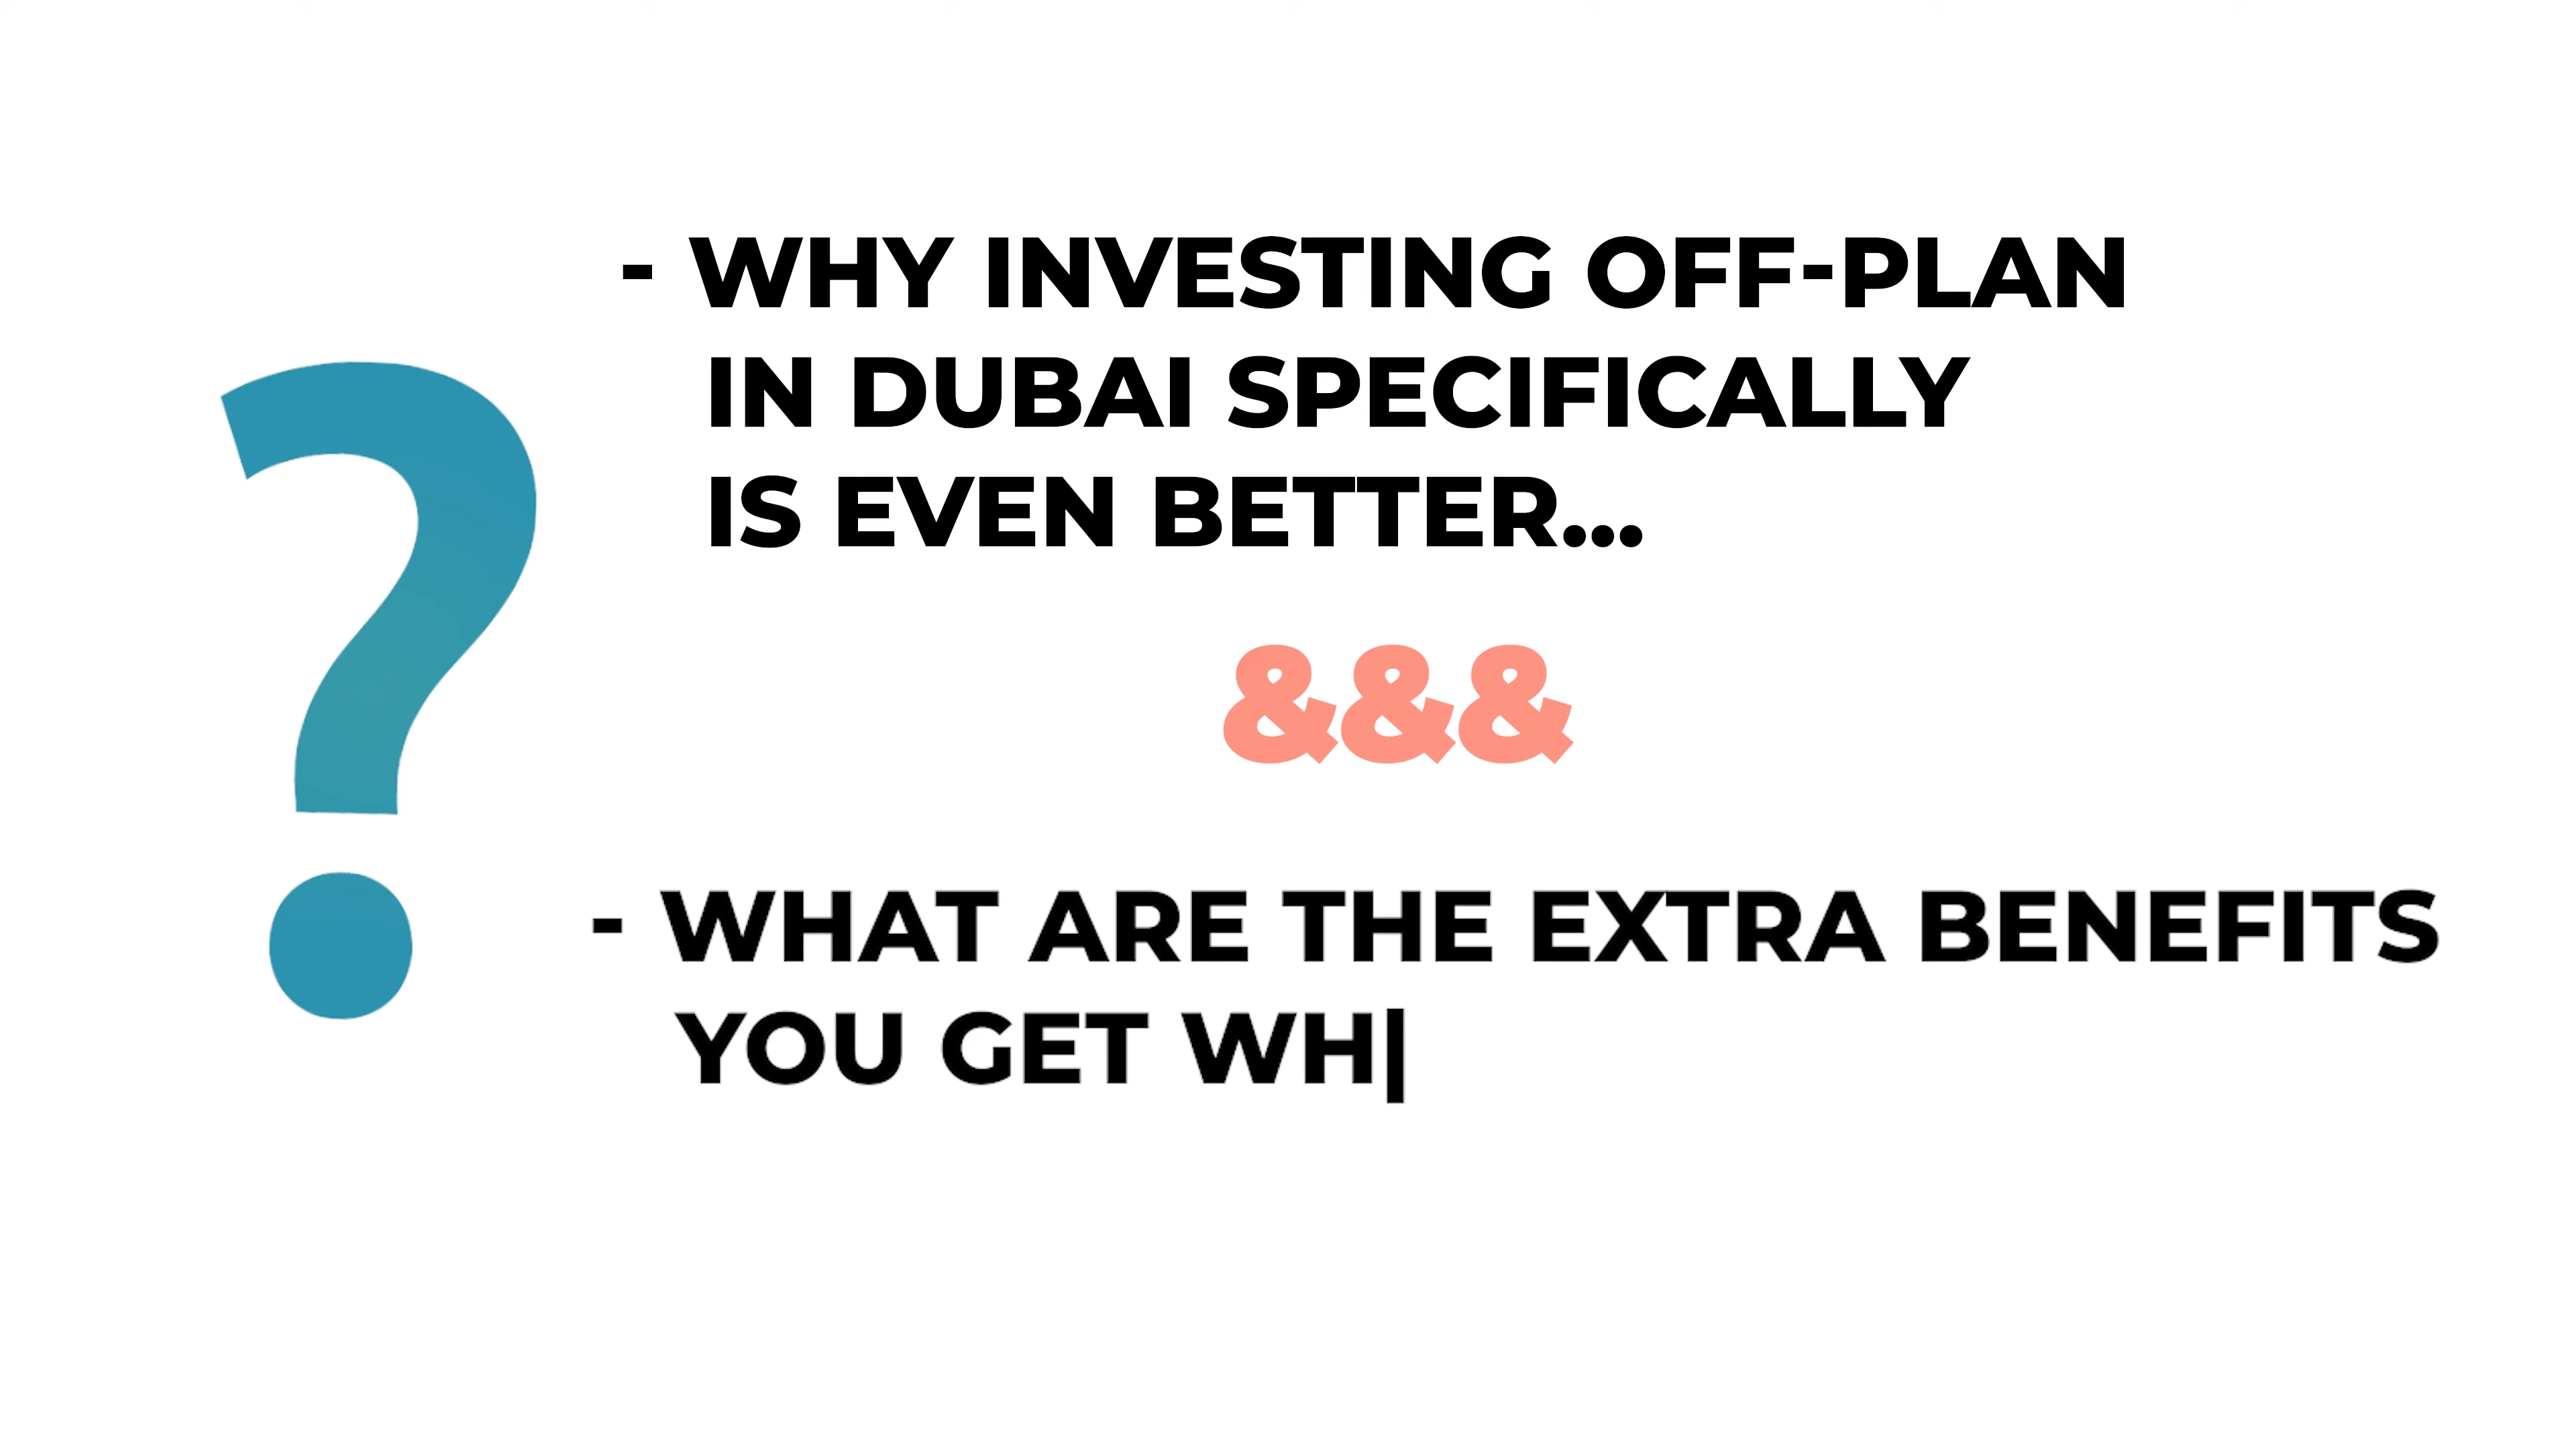 ?
- WHY INVESTING OFF-PLAN
IN DUBAI SPECIFICALLY
IS EVEN BETTER...
&&&
- WHAT ARE THE EXTRA BENEFITS
YOU GET WH|